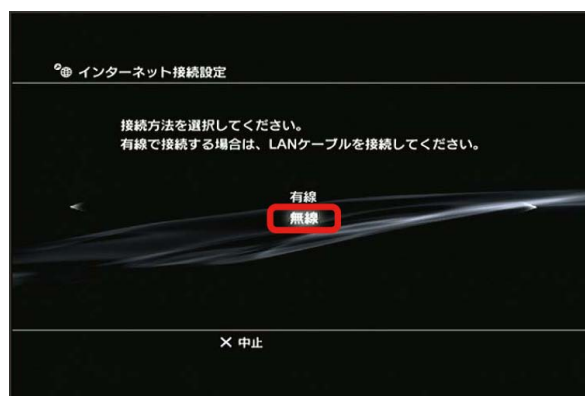 インターネット接続設定
接続方法を選択してください。
有線で接続する場合は、LANケーブルを接続してください。
有線
無線
✕ 中止